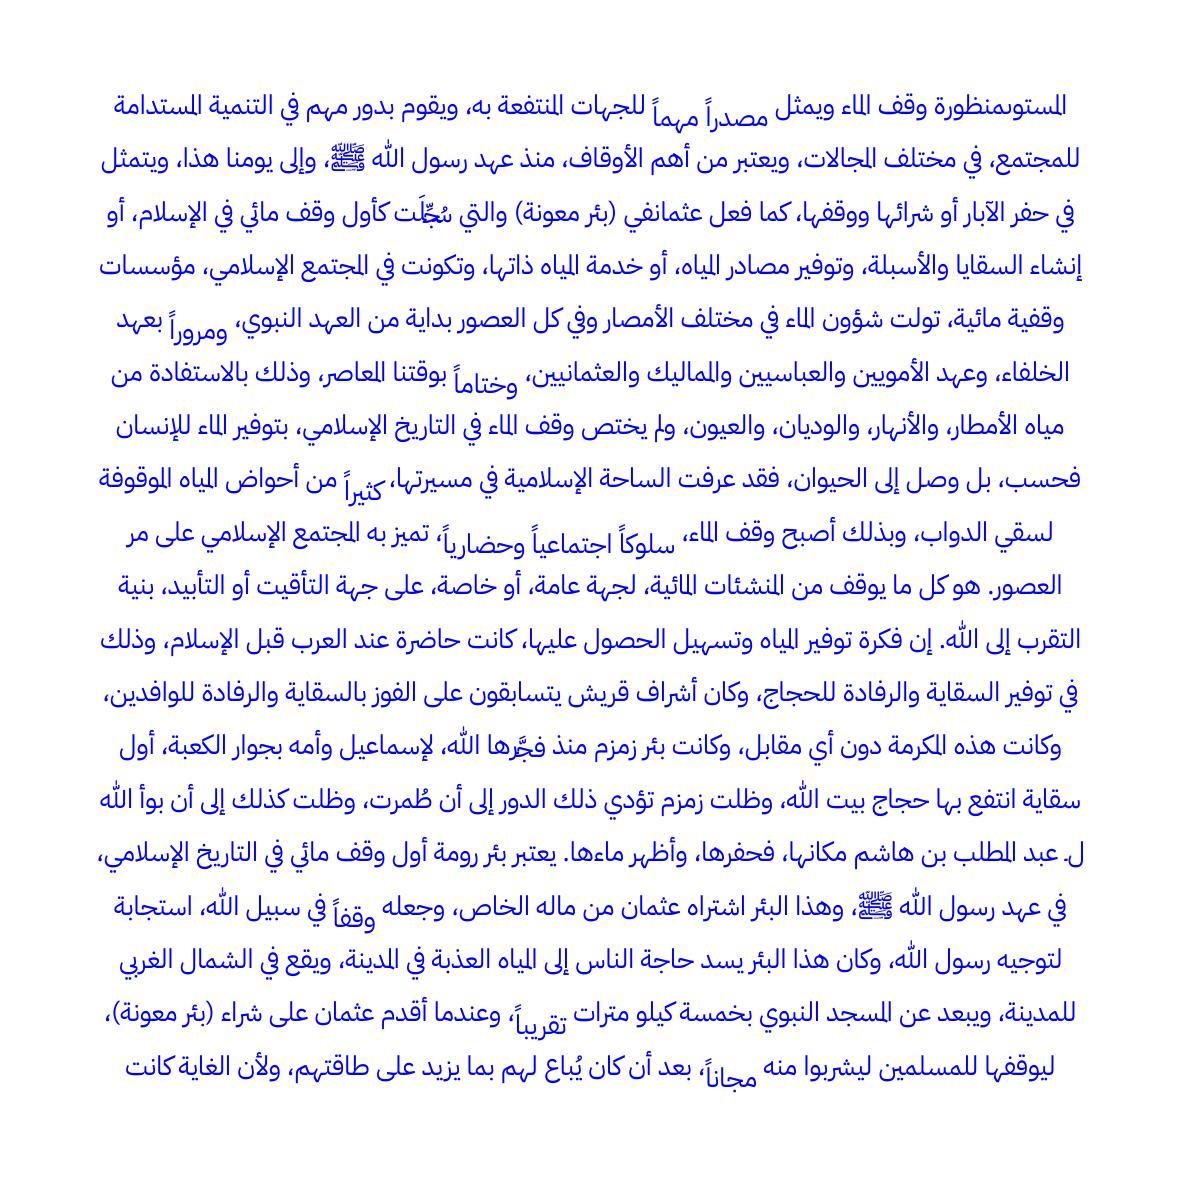 المستوىمنظورة وقف الماء ويمثل مصدراً مهماً للجهات المنتفعة به، ويقوم بدور مهم في التنمية المستدامة
للمجتمع، في مختلف المجالات، ويعتبر من أهم الأوقاف، منذ عهد رسول الله ﷺ، وإلى يومنا هذا، ويتمثل
في حفر الآبار أو شرائها ووقفها، كما فعل عثمانفي (بئر معونة) والتي سُجِّلَت كأول وقف مائي في الإسلام، أو
إنشاء السقايا والأسبلة، وتوفير مصادر المياه، أو خدمة المياه ذاتها، وتكونت في المجتمع الإسلامي، مؤسسات
وقفية مائية، تولت شؤون الماء في مختلف الأمصار وفي كل العصور بداية من العهد النبوي، ومروراً بعهد
الخلفاء، وعهد الأمويين والعباسيين والمماليك والعثمانيين، وختاماً بوقتنا المعاصر، وذلك بالاستفادة من
مياه الأمطار، والأنهار، والوديان، والعيون، ولم يختص وقف الماء في التاريخ الإسلامي، بتوفير الماء للإنسان
فحسب، بل وصل إلى الحيوان، فقد عرفت الساحة الإسلامية في مسيرتها، كثيراً من أحواض المياه الموقوفة
لسقي الدواب، وبذلك أصبح وقف الماء، سلوكاً اجتماعياً وحضارياً، تميز به المجتمع الإسلامي على مر
العصور. هو كل ما يوقف من المنشئات المائية، لجهة عامة، أو خاصة، على جهة التأقيت أو التأبيد، بنية
التقرب إلى الله. إن فكرة توفير المياه وتسهيل الحصول عليها، كانت حاضرة عند العرب قبل الإسلام، وذلك
في توفير السقاية والرفادة للحجاج، وكان أشراف قريش يتسابقون على الفوز بالسقاية والرفادة للوافدين،
وكانت هذه المكرمة دون أي مقابل، وكانت بئر زمزم منذ فجَّرها الله، لإسماعيل وأمه بجوار الكعبة، أول
سقاية انتفع بها حجاج بيت الله، وظلت زمزم تؤدي ذلك الدور إلى أن طُمرت، وظلت كذلك إلى أن بوأ الله
لـ عبد المطلب بن هاشم مكانها، فحفرها، وأظهر ماءها. يعتبر بئر رومة أول وقف مائي في التاريخ الإسلامي،
في عهد رسول الله ﷺ، وهذا البئر اشتراه عثمان من ماله الخاص، وجعله وقفاً في سبيل الله، استجابة
لتوجيه رسول الله، وكان هذا البئر يسد حاجة الناس إلى المياه العذبة في المدينة، ويقع في الشمال الغربي
للمدينة، ويبعد عن المسجد النبوي بخمسة كيلو مترات تقريباً، وعندما أقدم عثمان على شراء (بئر معونة)،
ليوقفها للمسلمين ليشربوا منه مجاناً، بعد أن كان يُباع لهم بما يزيد على طاقتهم، ولأن الغاية كانت